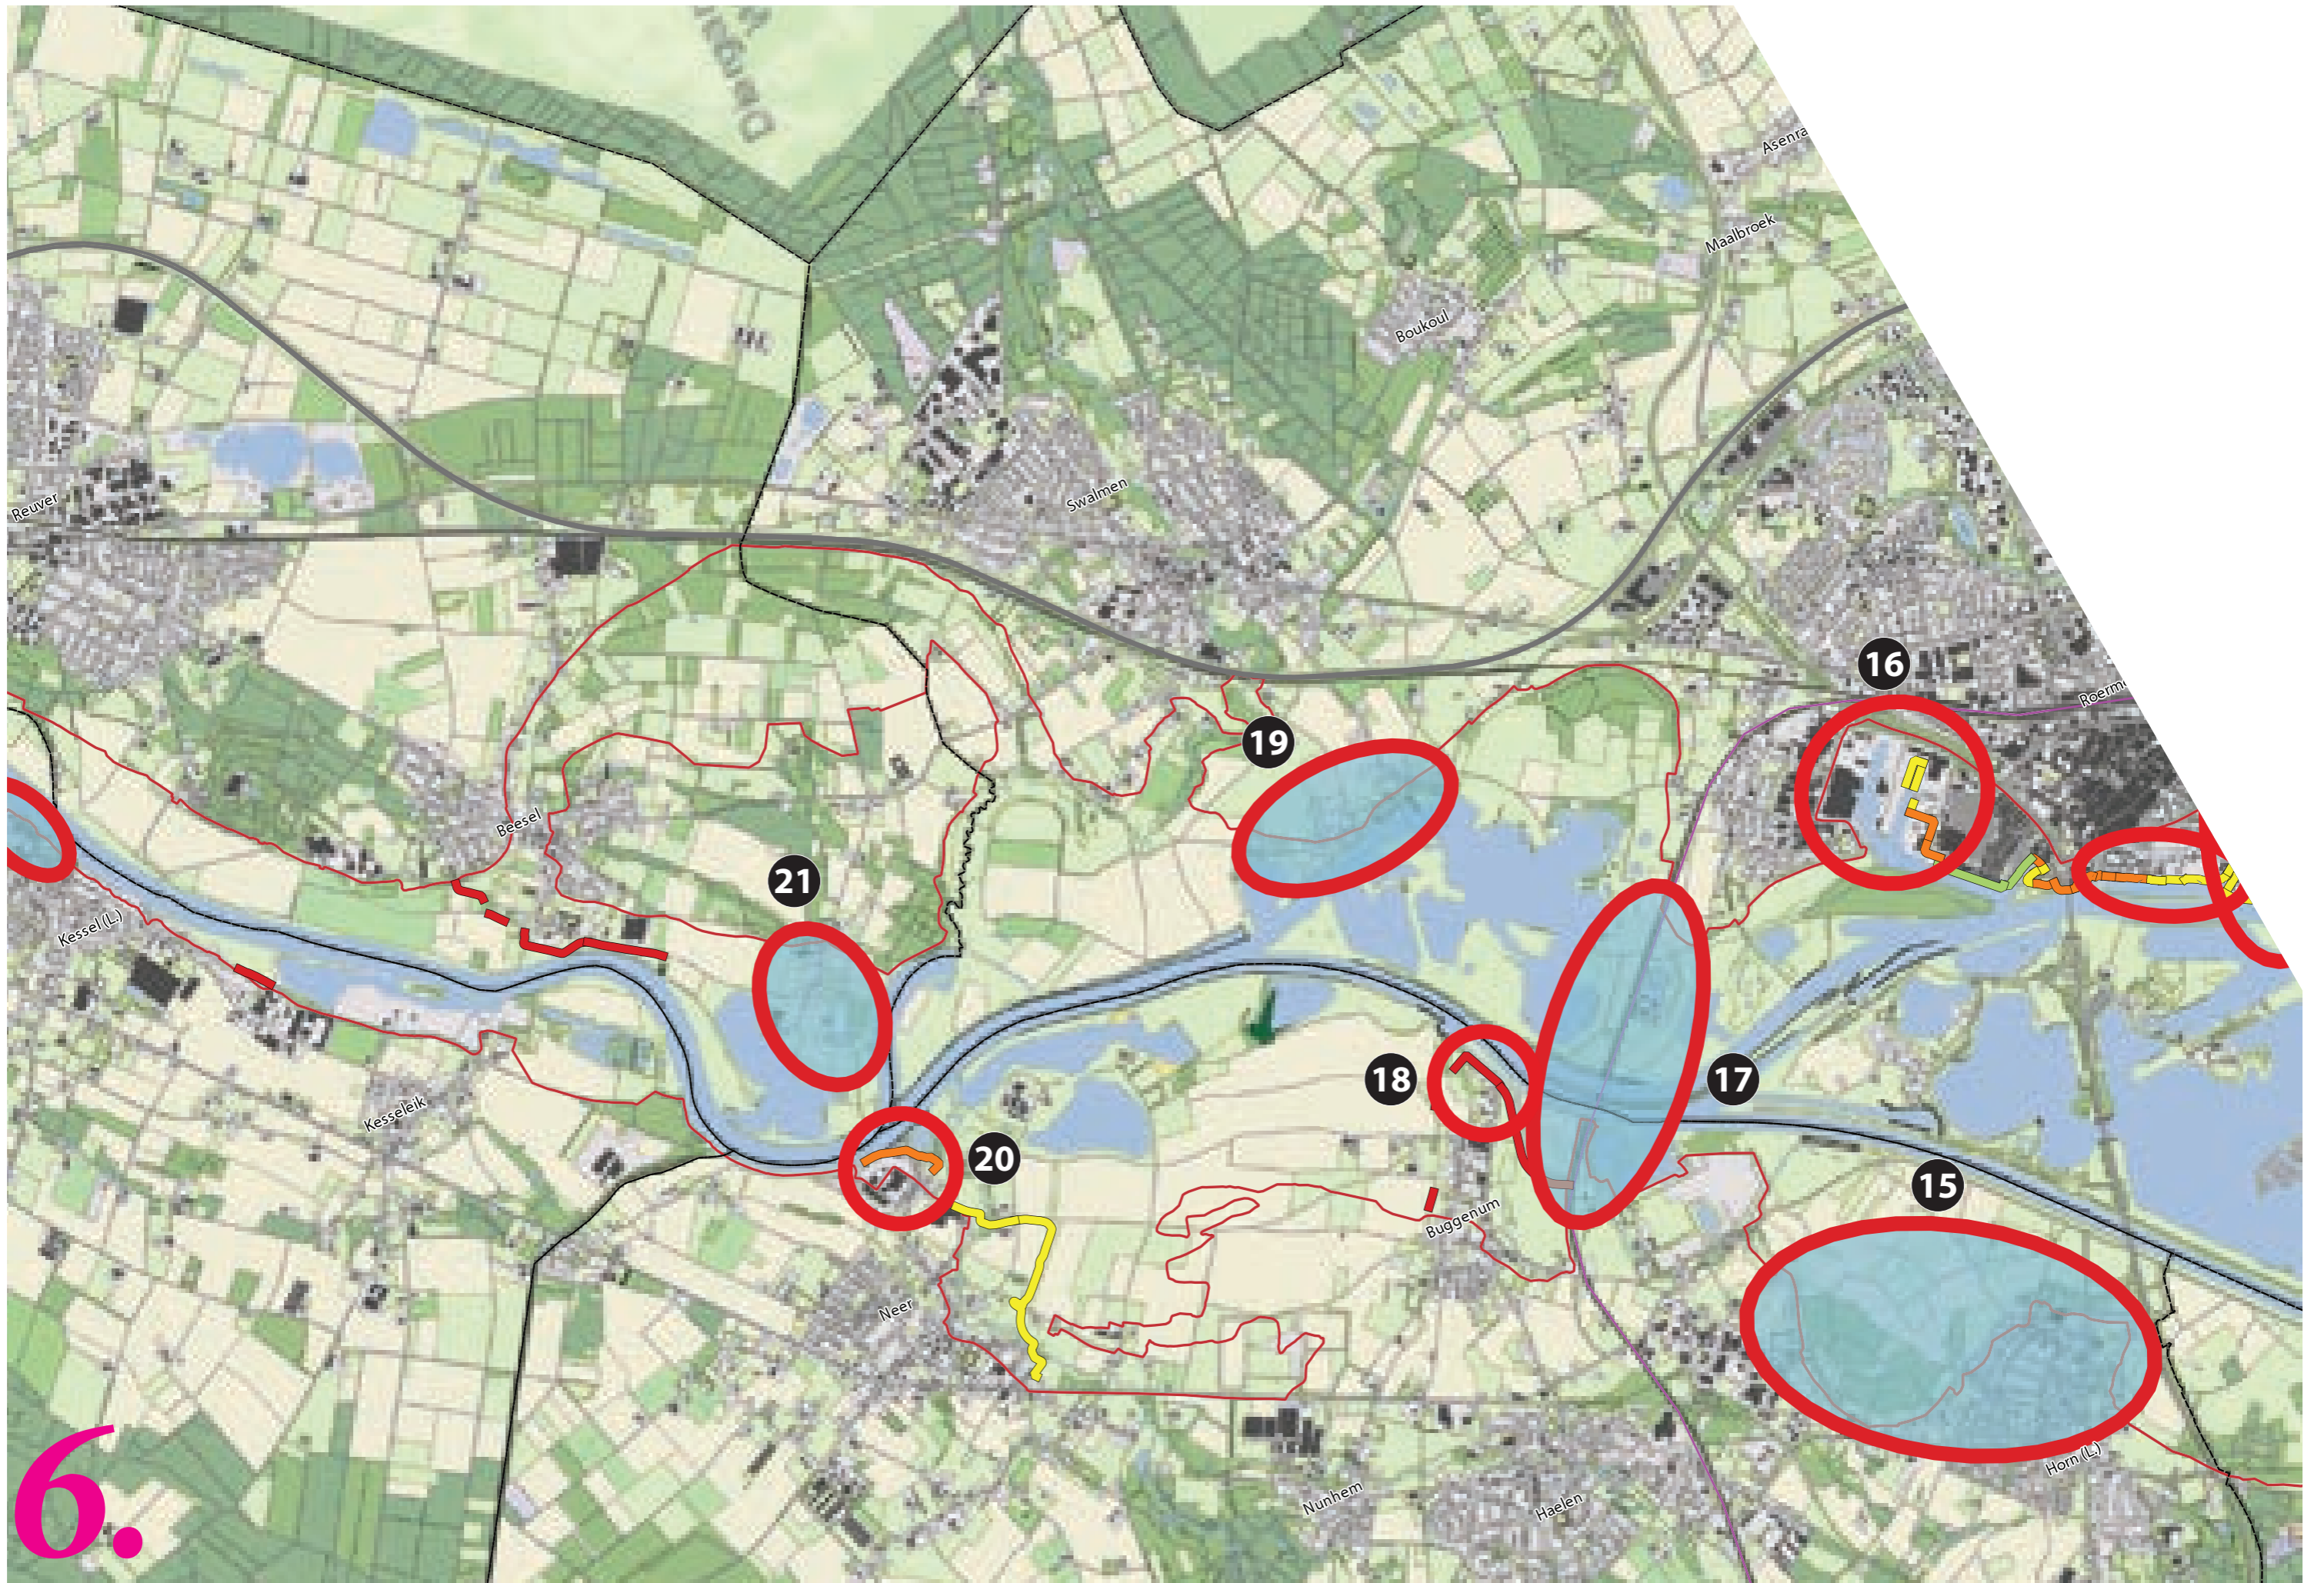 Asenra
Maalbroek
Boukoul
Swalmen
Reuver
16
Roerm
19
Beesel
21
Kessel (L.)
18
17
Kesseleik
20
15
Buggenum
Neer
Horn (L.)
Nunhem
Haelen
6.